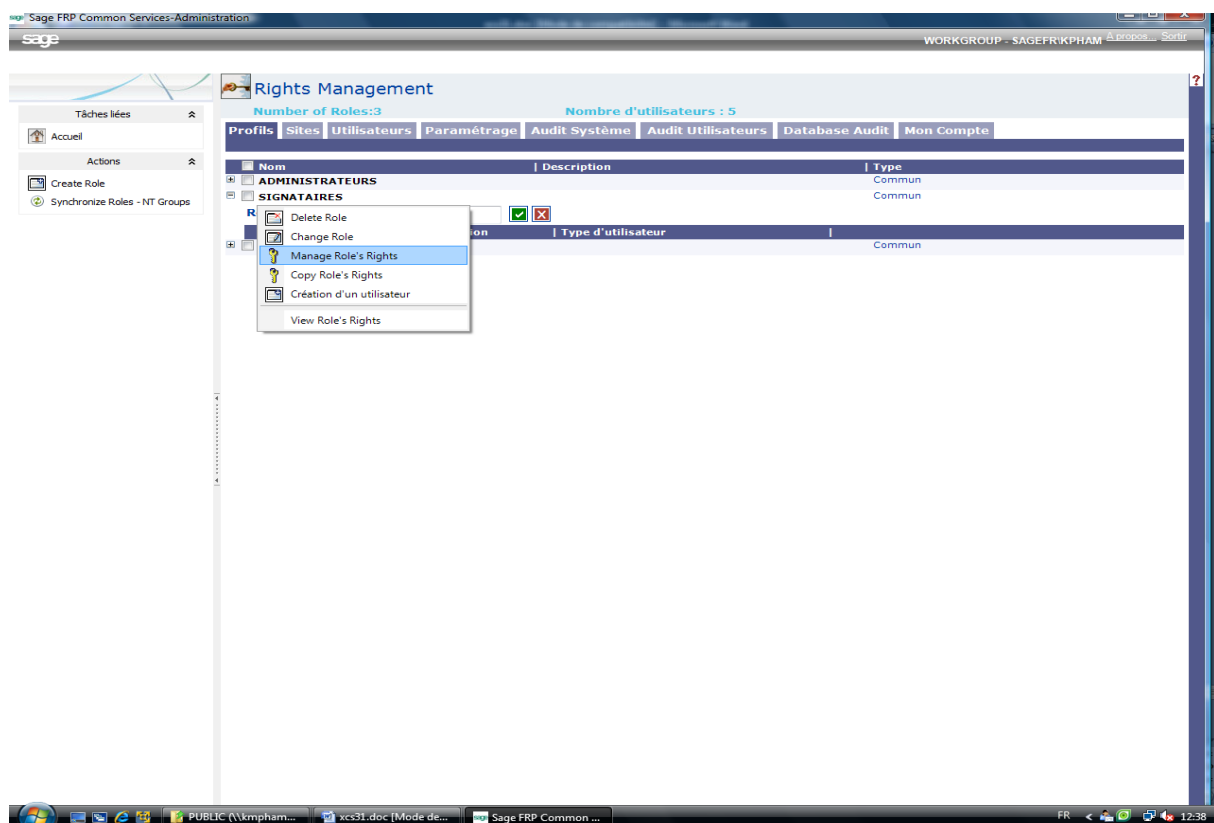 Sage FRP Common Services-Administration
sage
WORKGROUP - SAGEFR\KPHAM A propos... Sortir
?
Rights Management
Number of Roles:3 Nombre d'utilisateurs : 5
Tâches liées
Accueil
Actions
Create Role
Synchronize Roles - NT Groups
Profils Sites Utilisateurs Paramétrage Audit Système Audit Utilisateurs Database Audit Mon Compte
Nom | Description | Type
ADMINISTRATEURS Commun
SIGNATAIRES Commun
R
ion | Type d'utilisateur |
Commun
Delete Role
Change Role
Manage Role's Rights
Copy Role's Rights
Création d'un utilisateur
View Role's Rights
PUBLIC (\\kmpham... xcs31.doc [Mode de... Sage FRP Common ... FR < 12:38